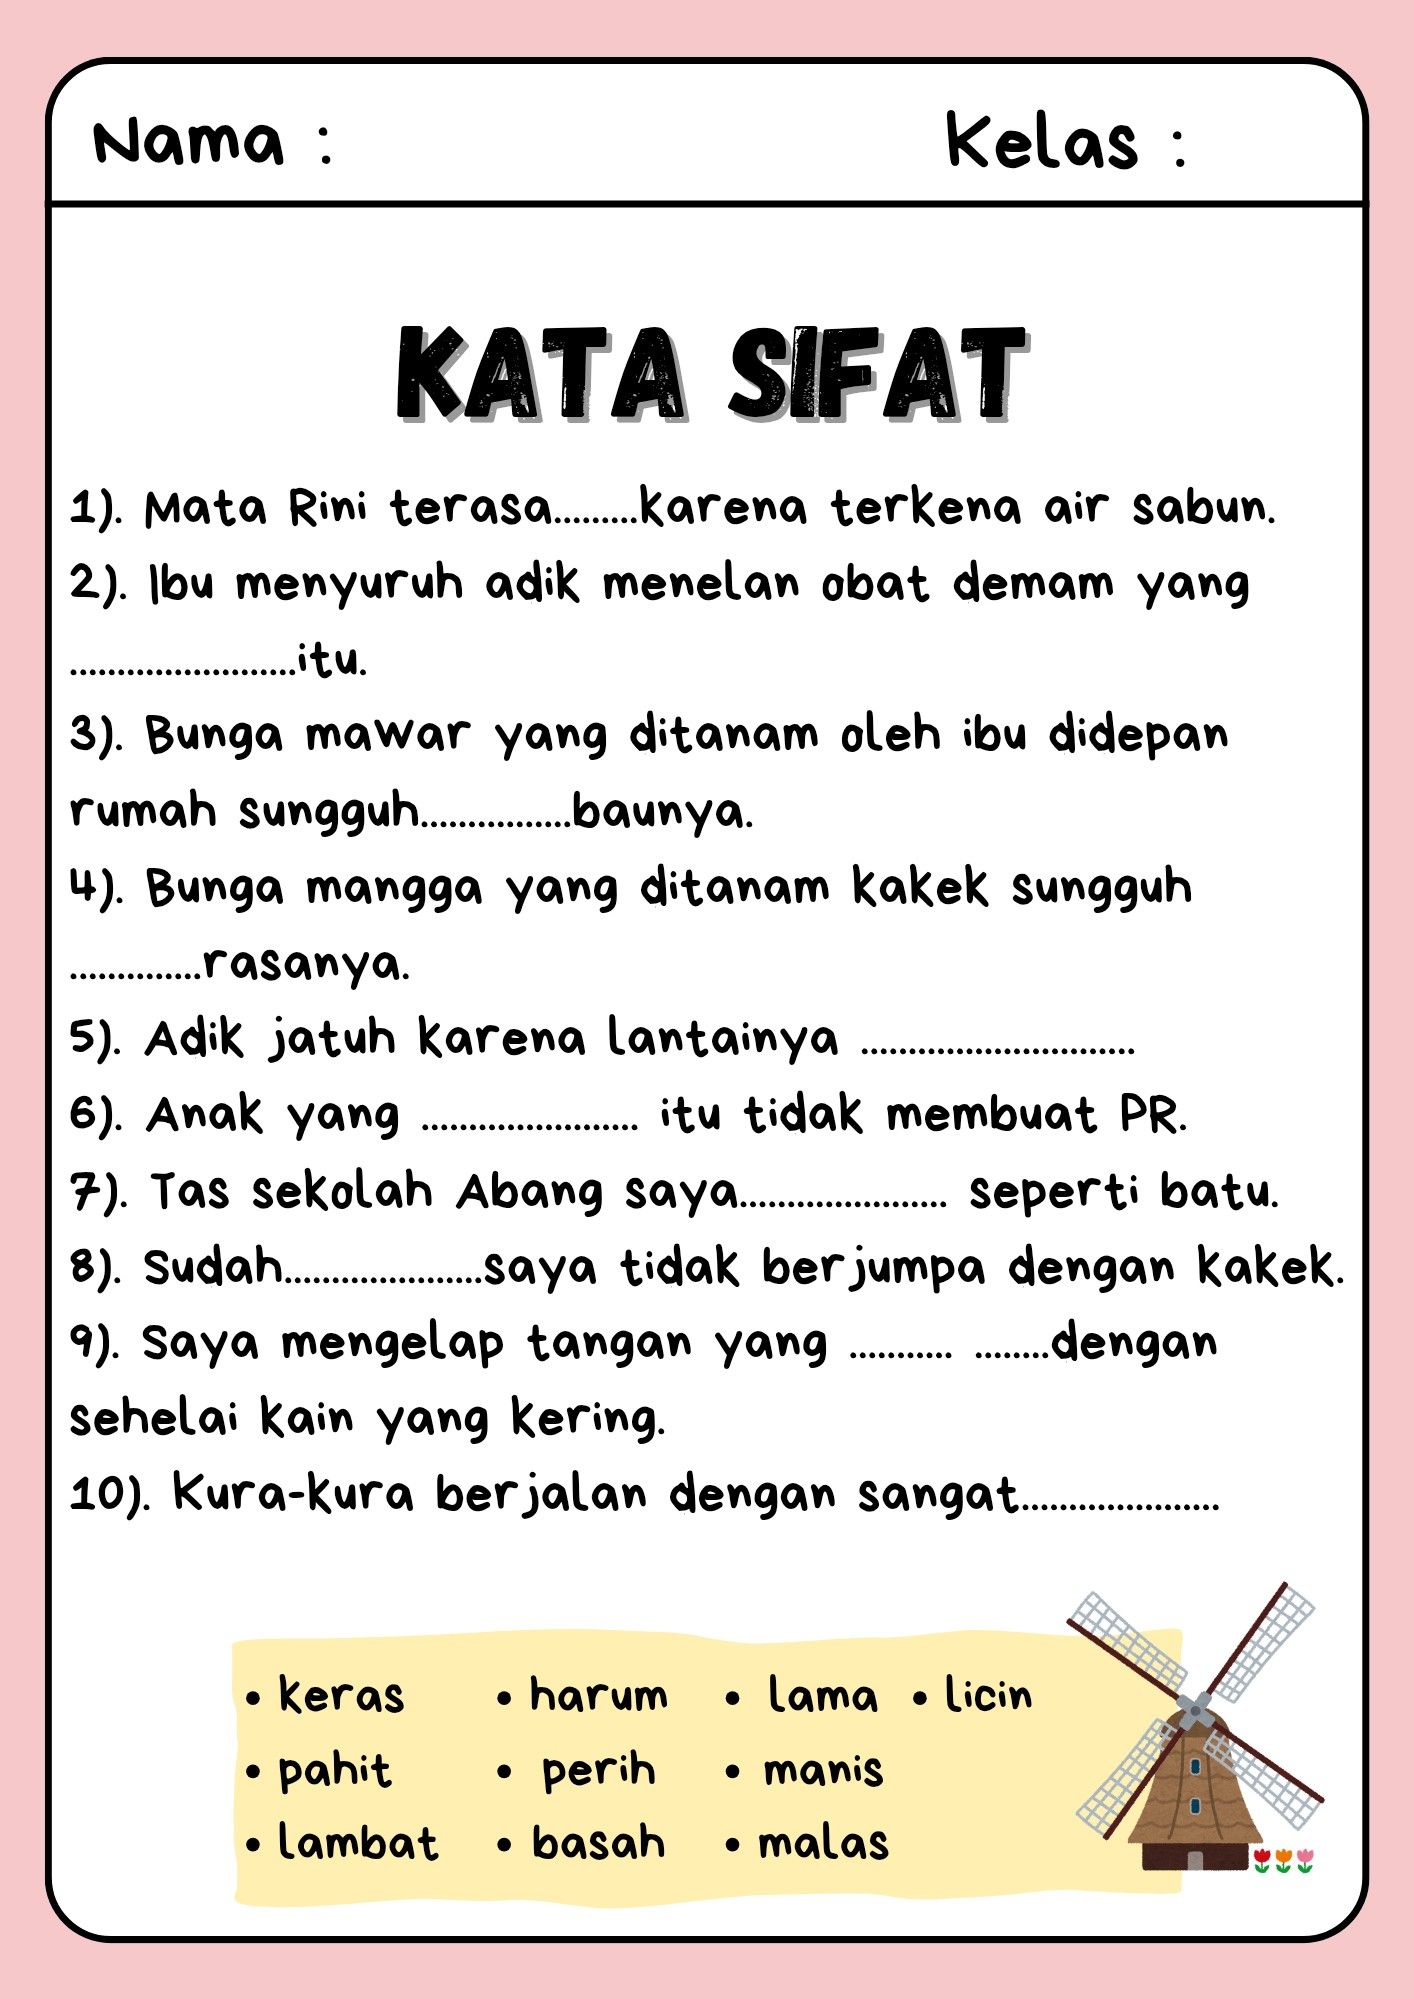 Nama :
Kelas :
KATA SIFAT
1). Mata Rini terasa.........karena terkena air sabun.
2). Ibu menyuruh adik menelan obat demam yang
........................itu.
3). Bunga mawar yang ditanam oleh ibu didepan
rumah sungguh................baunya.
4). Bunga mangga yang ditanam kakek sungguh
..............rasanya.
5). Adik jatuh karena lantainya .............................
6). Anak yang ....................... itu tidak membuat PR.
7). Tas sekolah Abang saya...................... seperti batu.
8). Sudah.....................saya tidak berjumpa dengan kakek.
9). Saya mengelap tangan yang ........... ........dengan
sehelai kain yang kering.
10). Kura-kura berjalan dengan sangat.....................
• keras • harum • lama • licin
• pahit • perih • manis
• lambat • basah • malas